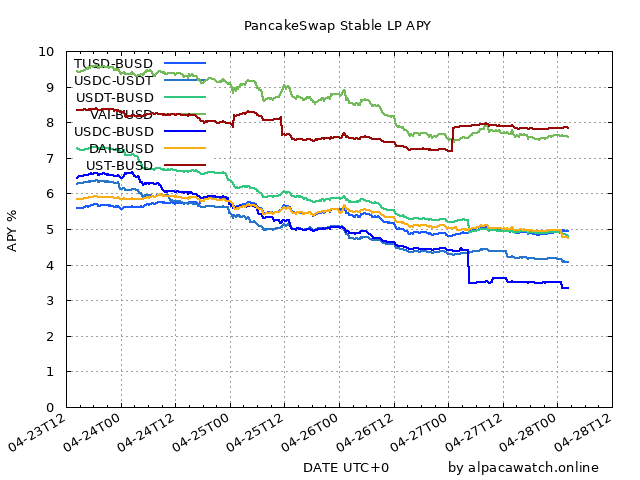 PancakeSwap Stable LP APY
10
9
8
7
6
5
4
3
2
1
0
APY %
TUSD-BUSD
USDC-USDT
USDT-BUSD
VAI-BUSD
USDC-BUSD
DAI-BUSD
UST-BUSD
04-23T12
04-24T00
04-24T12
04-25T00
04-25T12
04-26T00
04-26T12
04-27T00
04-27T12
04-28T00
04-28T12
DATE UTC+0
by alpacawatch.online